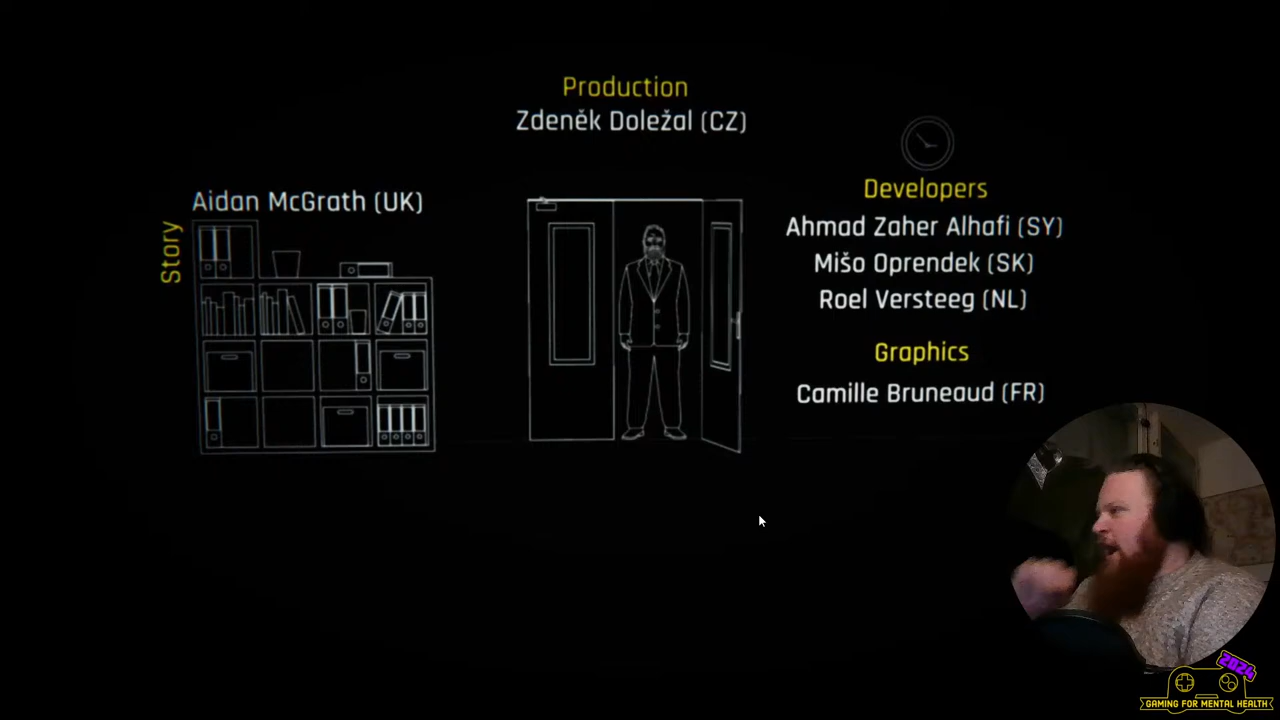 Production
Zdeněk Doležal (CZ)
Aidan McGrath (UK)
Story
Developers
Ahmad Zaher Alhafi (SY)
Mišo Oprendek (SK)
Roel Versteeg (NL)
Graphics
Camille Bruneaud (FR)
2024
GAMING FOR MENTAL HEALTH